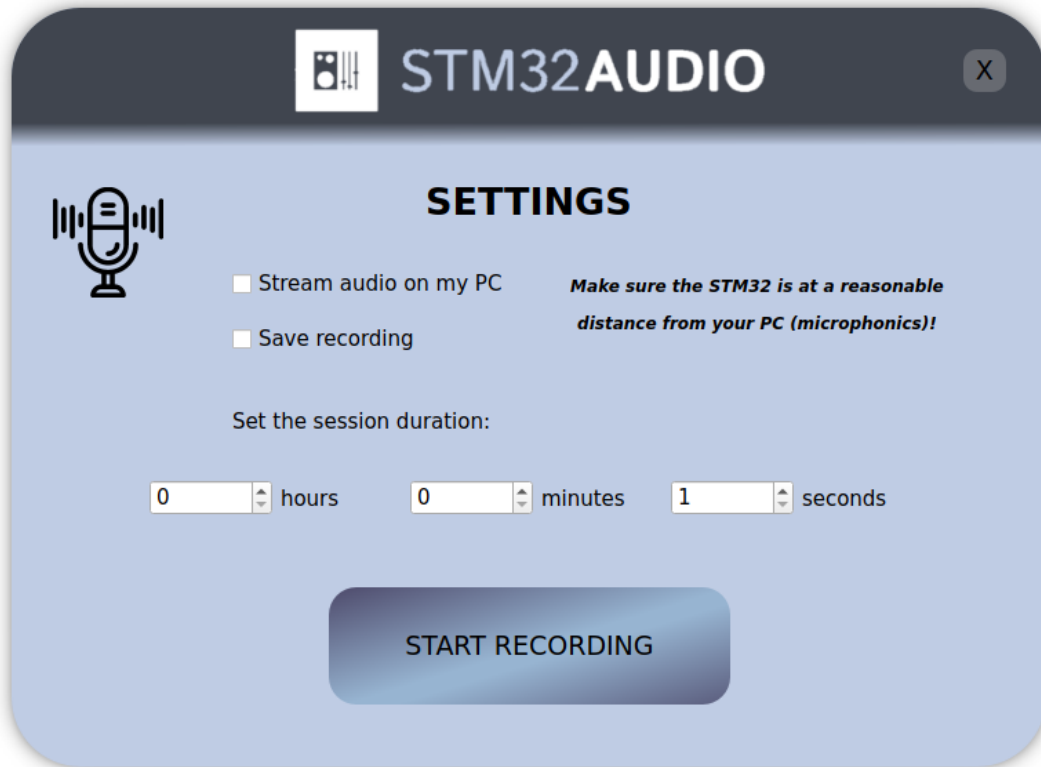 STM32AUDIO
X
SETTINGS
Stream audio on my PC
Make sure the STM32 is at a reasonable
distance from your PC (microphonics)!
Save recording
Set the session duration:
0 hours 0 minutes 1 seconds
START RECORDING